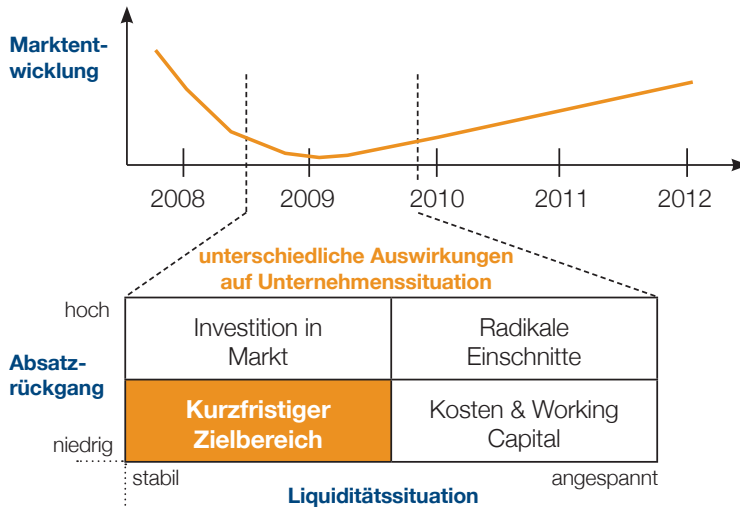 Marktent-
wicklung
2008 2009 2010 2011 2012
unterschiedliche Auswirkungen
auf Unternehmenssituation
hoch
Investition in
Markt
Radikale
Einschnitte
Absatz-
rückgang
Kurzfristiger
Zielbereich
Kosten & Working
Capital
niedrig
stabil
angespannt
Liquiditätssituation